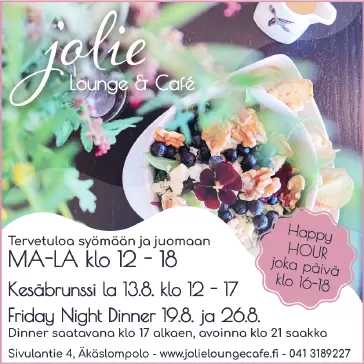 jolie
Lounge & Café
Happy
HOUR
joka päivä
klo 16-18
Tervetuloa syömään ja juomaan
MA-LA klo 12 - 18
Kesäbrunssi la 13.8. klo 12 - 17
Friday Night Dinner 19.8. ja 26.8.
Dinner saatavana klo 17 alkaen, avoinna klo 21 saakka
Sivulantie 4, Äkäslompolo - www.jolieloungecafe.fi - 041 3189227